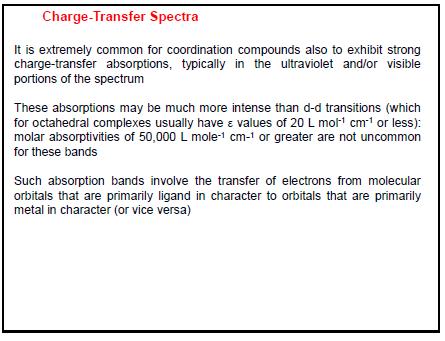 Charge-Transfer Spectra
It is extremely common for coordination compounds also to exhibit strong
charge-transfer absorptions, typically in the ultraviolet and/or visible
portions of the spectrum
These absorptions may be much more intense than d-d transitions (which
for octahedral complexes usually have ε values of 20 L mol⁻¹ cm⁻¹ or less):
molar absorptivities of 50,000 L mole⁻¹ cm-¹ or greater are not uncommon
for these bands
Such absorption bands involve the transfer of electrons from molecular
orbitals that are primarily ligand in character to orbitals that are primarily
metal in character (or vice versa)